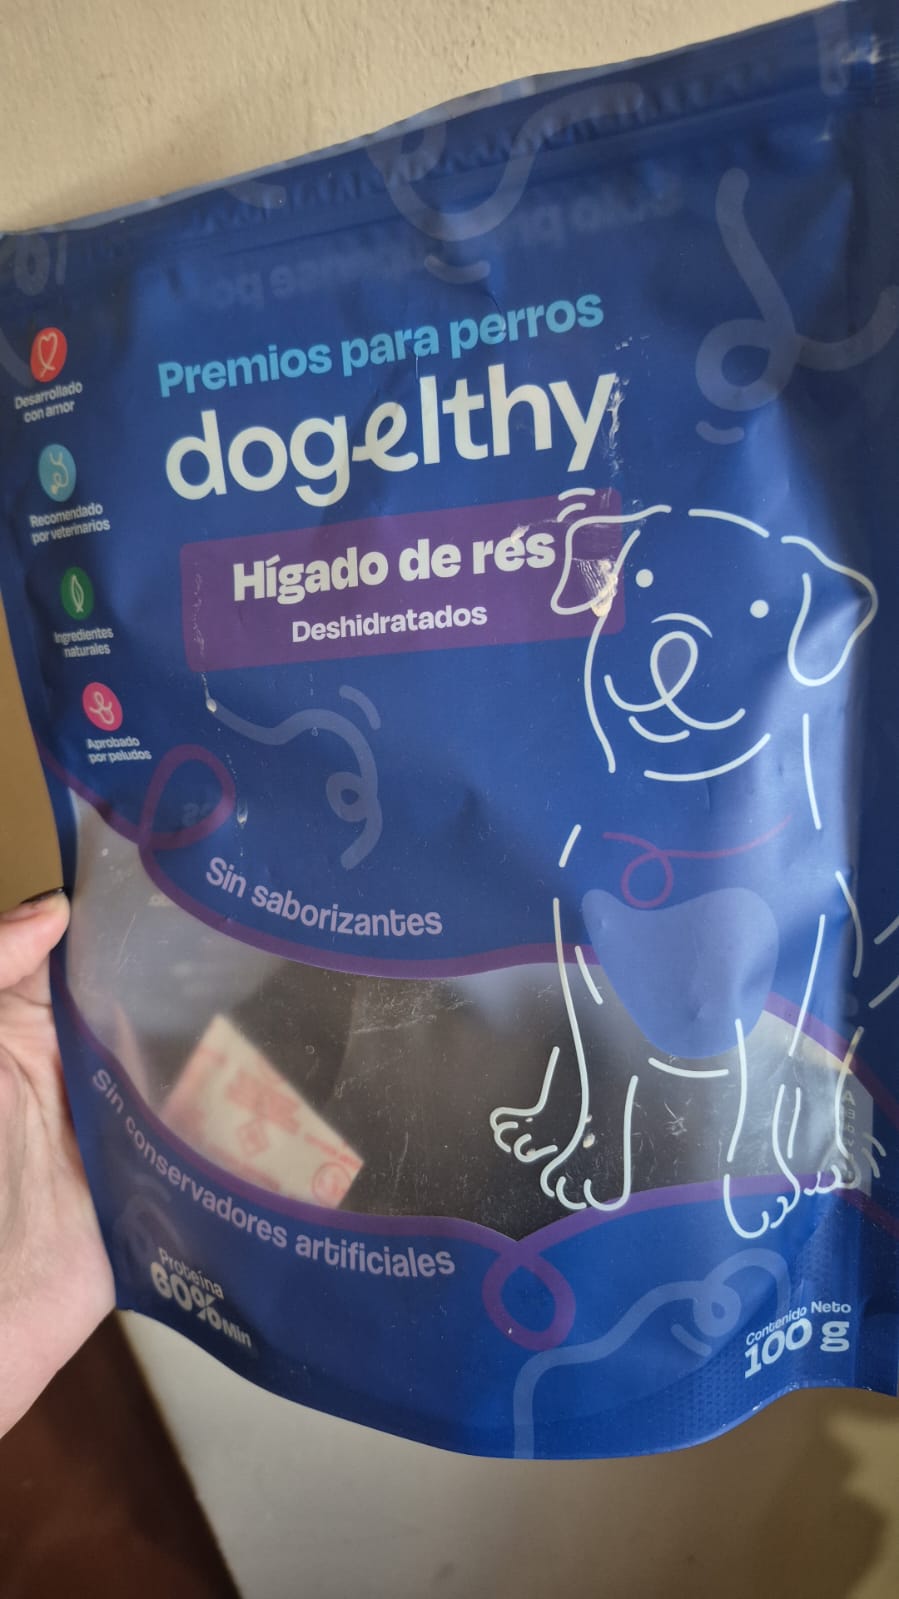 Premios para perros
dogelthy
Hígado de res
Deshidratados
Desarrollado
con amor
Recomendado
por veterinarios
Ingredientes
naturales
Aprobado
por peludos
Sin saborizantes
Sin conservadores artificiales
Proteína
60% Min
Contenido Neto
100 g